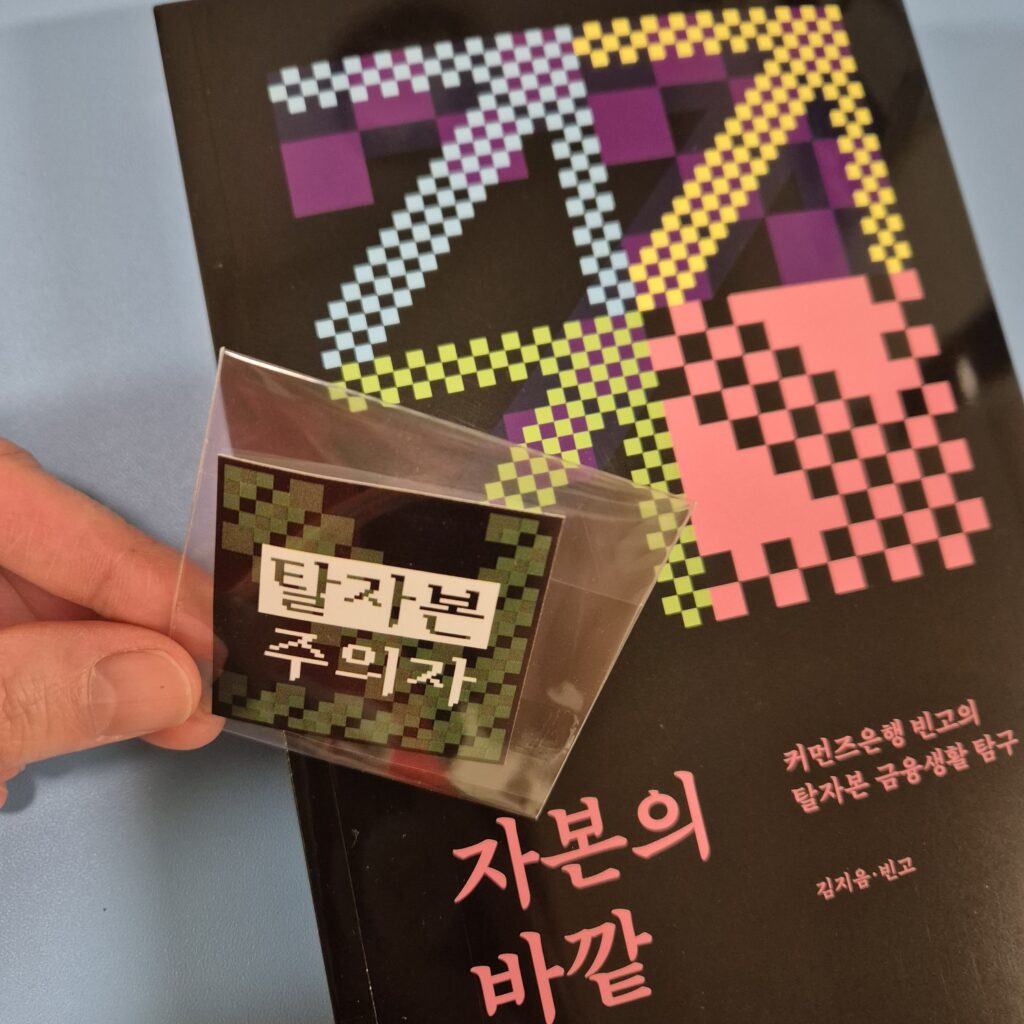 탈자본
주의자
커먼즈은행 빈고의
탈자본 금융생활 탐구
김지음·빈고
자본의
바깥